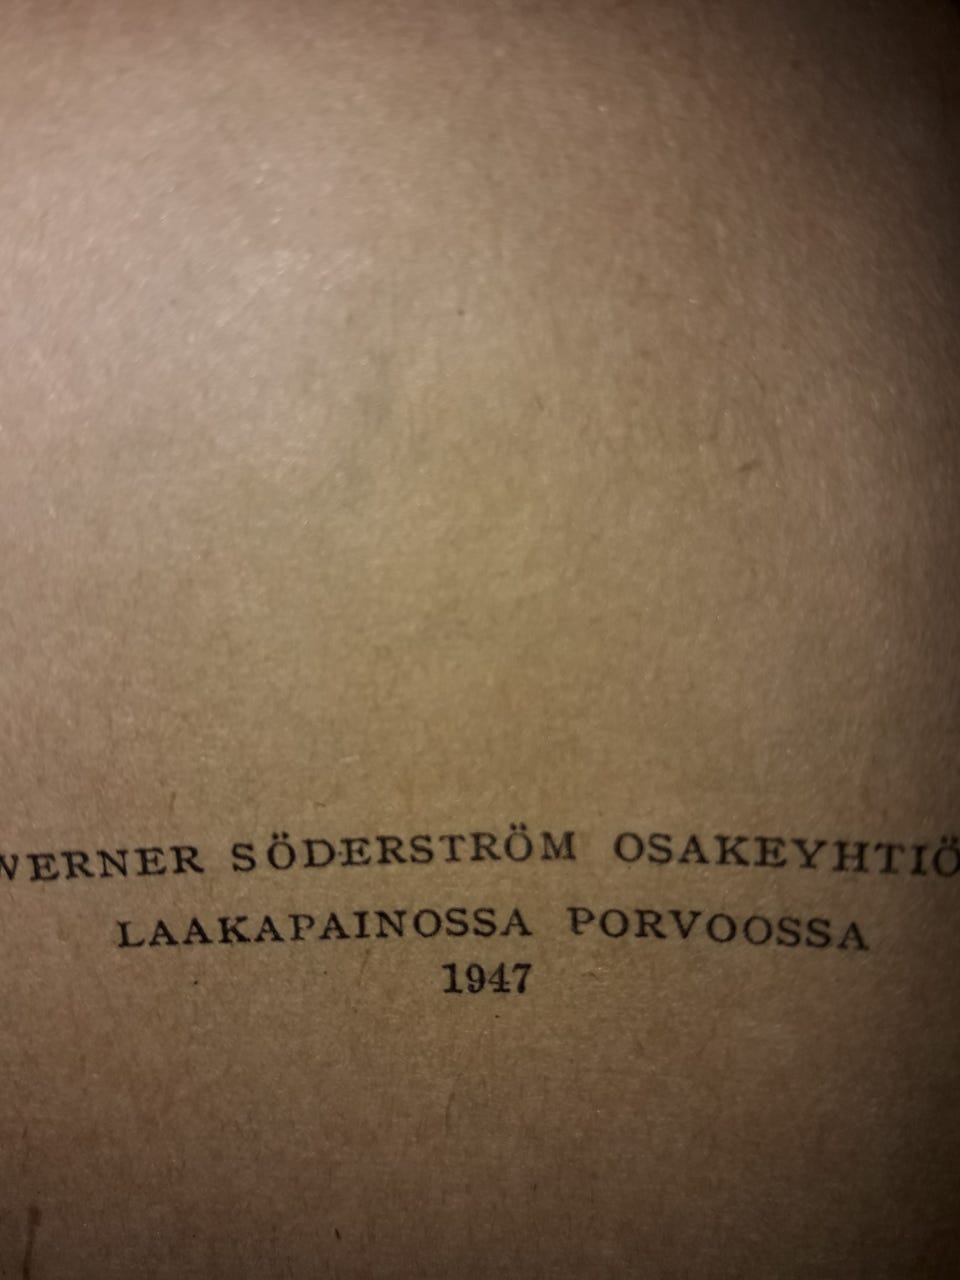 WERNER SÖDERSTRÖM OSAKEYHTIÖ
LAAKAPAINOSSA PORVOOSSA
1947